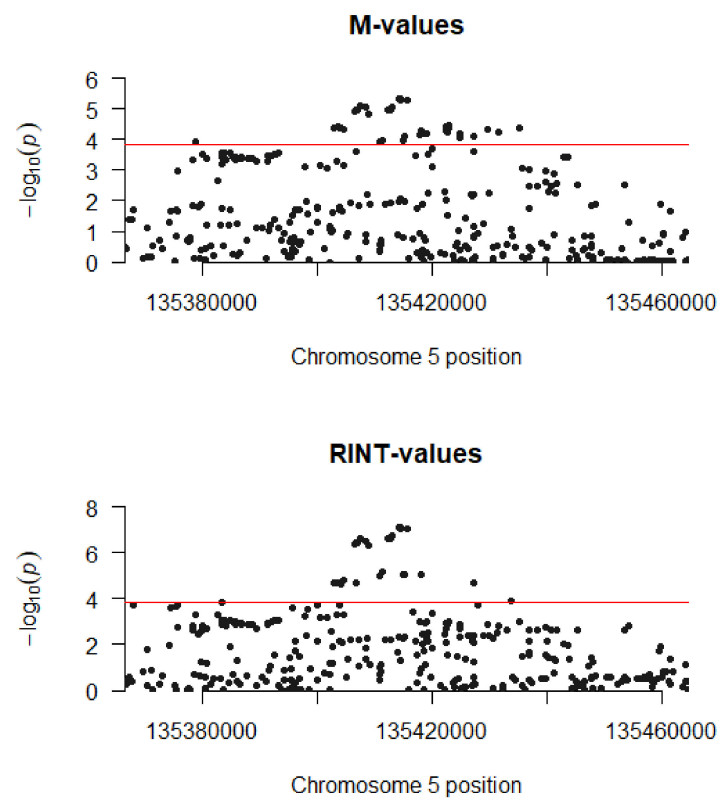 M-values
6
5
4
3
2
1
0
−log₁₀(p)
135380000 135420000 135460000
Chromosome 5 position
RINT-values
8
6
4
2
0
−log₁₀(p)
135380000 135420000 135460000
Chromosome 5 position